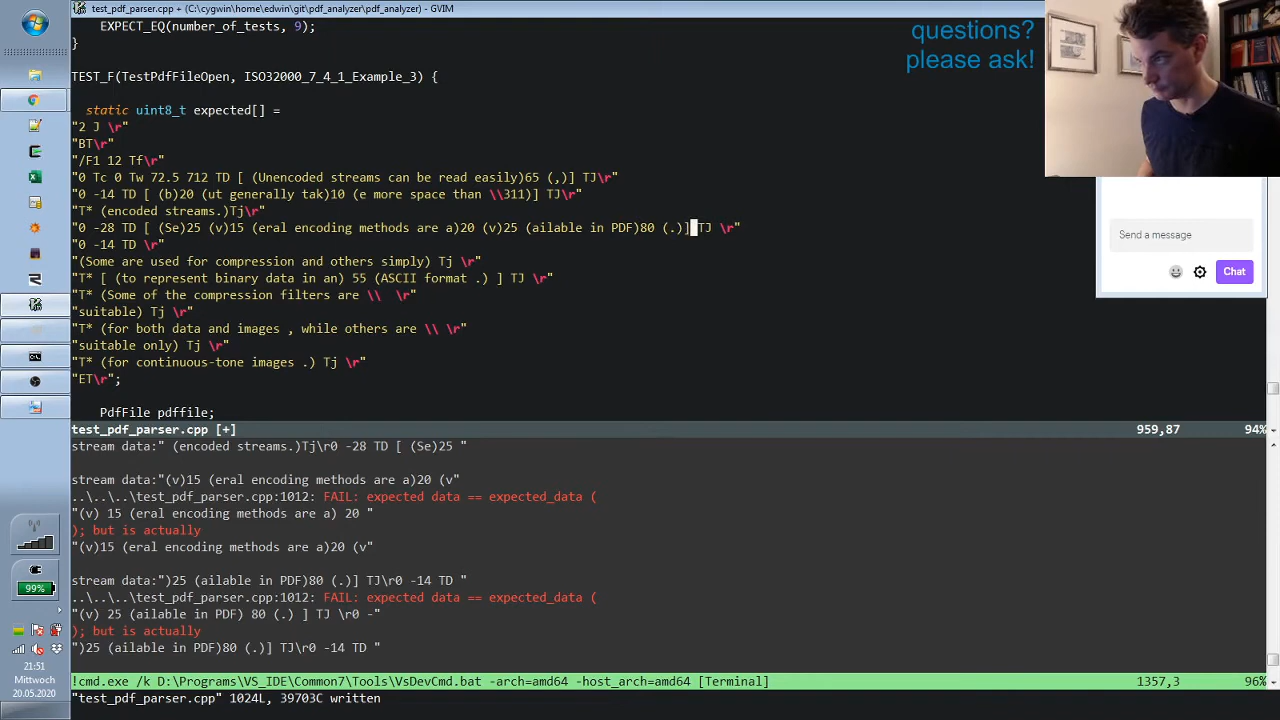 test_pdf_parser.cpp + (C:\cygwin\home\edwin\git\pdf_analyzer\pdf_analyzer) - GVIM
EXPECT_EQ(number_of_tests, 9);
}
TEST_F(TestPdfFileOpen, ISO32000_7_4_1_Example_3) {
static uint8_t expected[] =
"2 J \r"
"BT\r"
"/F1 12 Tf\r"
"0 Tc 0 Tw 72.5 712 TD [ (Unencoded streams can be read easily)65 (,)] TJ\r"
"0 -14 TD [ (b)20 (ut generally tak)10 (e more space than \\311)] TJ\r"
"T* (encoded streams.)Tj\r"
"0 -28 TD [ (Se)25 (v)15 (eral encoding methods are a)20 (v)25 (ailable in PDF)80 (.)] TJ \r"
"0 -14 TD \r"
"(Some are used for compression and others simply) Tj \r"
"T* [ (to represent binary data in an) 55 (ASCII format .) ] TJ \r"
"T* (Some of the compression filters are \\  \r"
"suitable) Tj \r"
"T* (for both data and images , while others are \\ \r"
"suitable only) Tj \r"
"T* (for continuous-tone images .) Tj \r"
"ET\r";
PdfFile pdffile;
test_pdf_parser.cpp [+] 959,87 94%
stream data:" (encoded streams.)Tj\r0 -28 TD [ (Se)25 "
stream data:"(v)15 (eral encoding methods are a)20 (v"
..\..\..\test_pdf_parser.cpp:1012: FAIL: expected data == expected_data (
"(v) 15 (eral encoding methods are a) 20 "
); but is actually
"(v)15 (eral encoding methods are a)20 (v"
stream data:")25 (ailable in PDF)80 (.)] TJ\r0 -14 TD "
..\..\..\test_pdf_parser.cpp:1012: FAIL: expected data == expected_data (
"(v) 25 (ailable in PDF) 80 (.) ] TJ \r0 -"
); but is actually
")25 (ailable in PDF)80 (.)] TJ\r0 -14 TD "
!cmd.exe /k D:\Programs\VS_IDE\Common7\Tools\VsDevCmd.bat -arch=amd64 -host_arch=amd64 [Terminal] 1357,3 96%
"test_pdf_parser.cpp" 1024L, 39703C written
questions?
please ask!
Send a message
Chat
99%
21:51
Mittwoch
20.05.2020